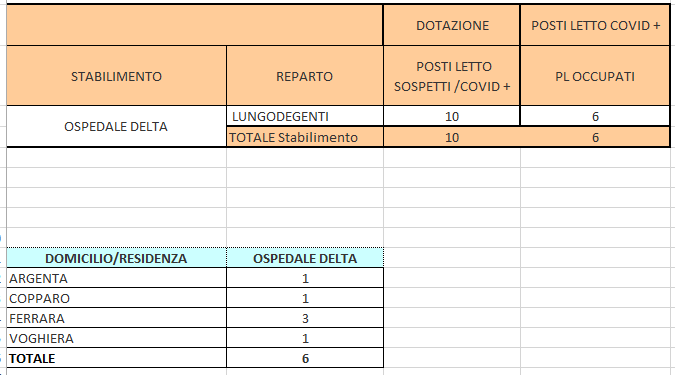 DOTAZIONE POSTI LETTO COVID +
STABILIMENTO REPARTO POSTI LETTO SOSPETTI /COVID + PL OCCUPATI
OSPEDALE DELTA LUNGODEGENTI 10 6
TOTALE Stabilimento 10 6
DOMICILIO/RESIDENZA OSPEDALE DELTA
ARGENTA 1
COPPARO 1
FERRARA 3
VOGHIERA 1
TOTALE 6